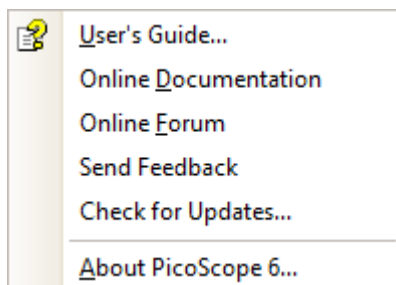 User's Guide...
Online Documentation
Online Forum
Send Feedback
Check for Updates...
About PicoScope 6...